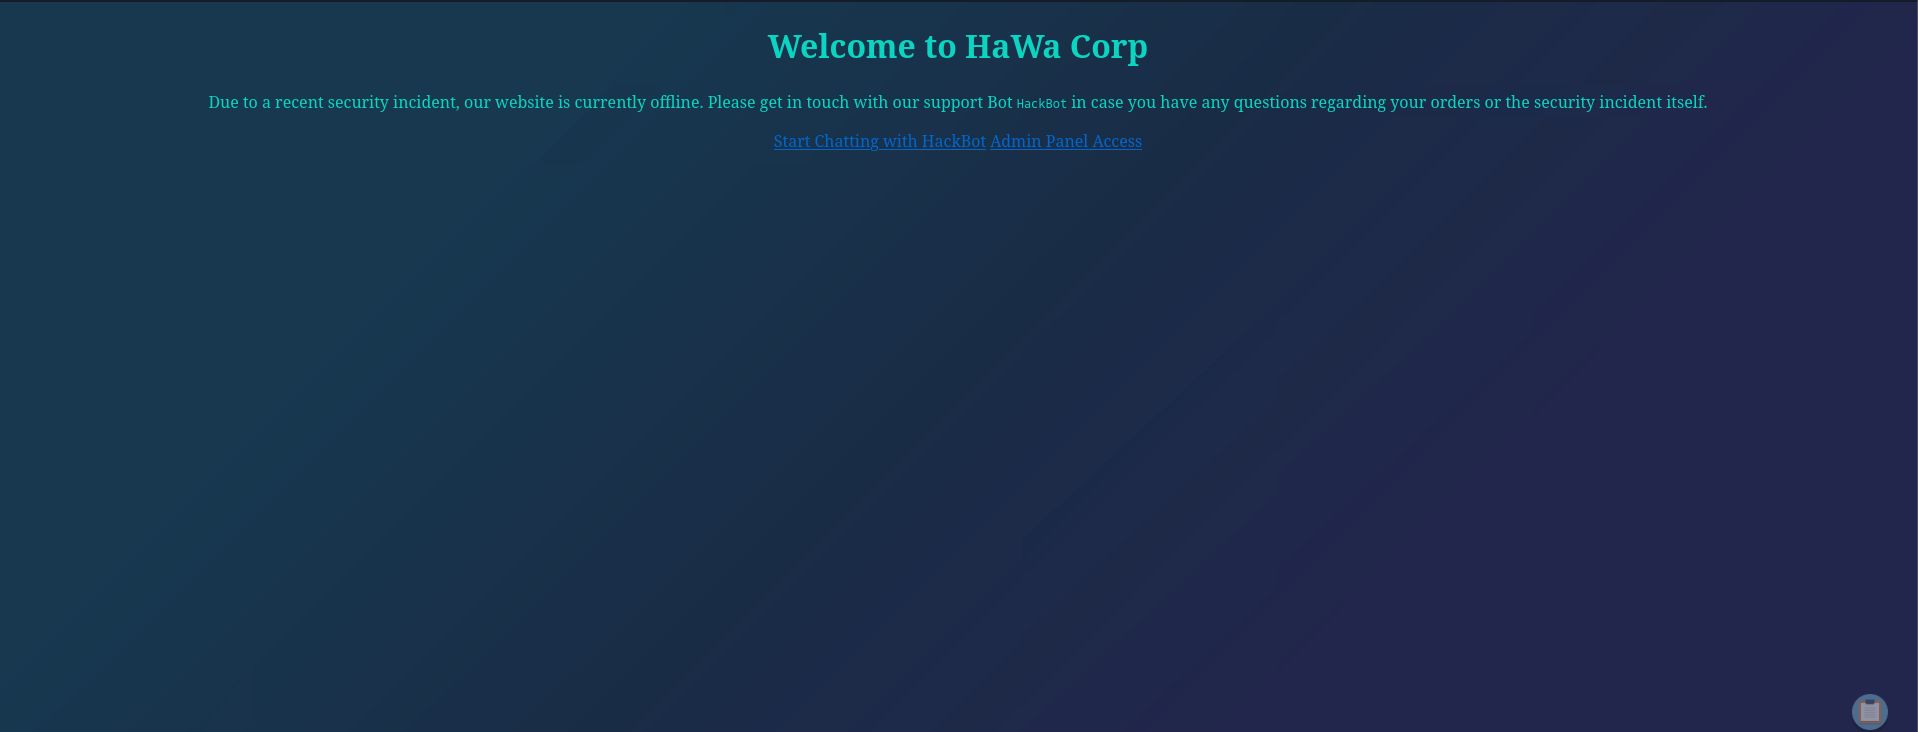 Welcome to HaWa Corp
Due to a recent security incident, our website is currently offline. Please get in touch with our support Bot HackBot in case you have any questions regarding your orders or the security incident itself.
Start Chatting with HackBot Admin Panel Access